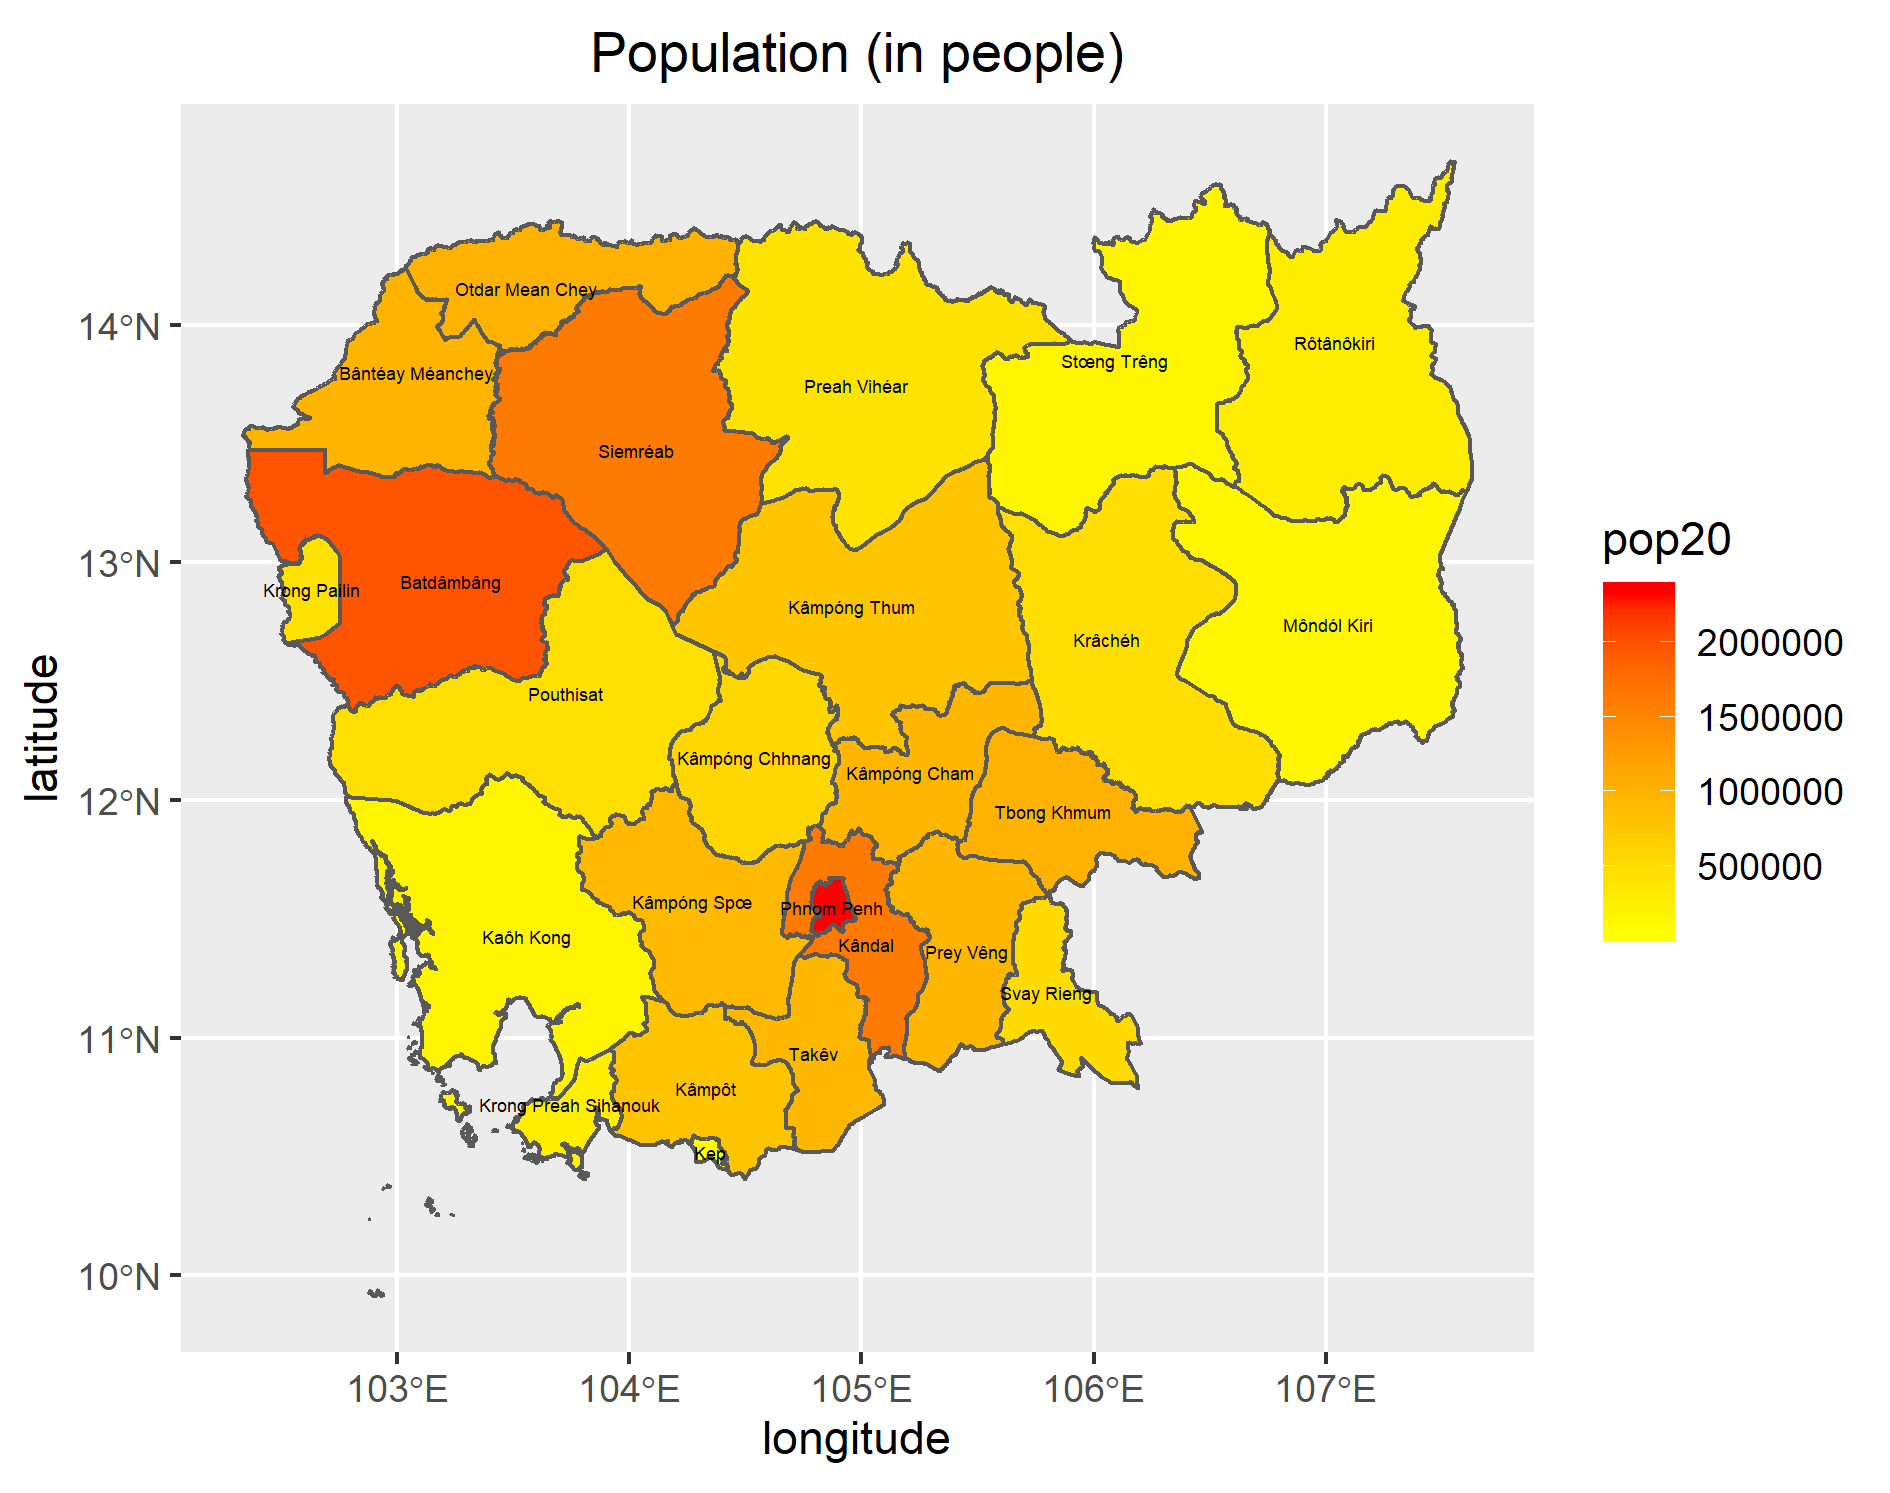 Population (in people)
14°N
13°N
12°N
11°N
10°N
latitude
103°E
104°E
105°E
106°E
107°E
longitude
pop20
2000000
1500000
1000000
500000
Otdar Mean Chey
Bântéay Méanchey
Siemréab
Preah Vihéar
Stœng Trêng
Rôtânôkiri
Krong Pailin
Batdâmbâng
Kâmpóng Thum
Krâchéh
Môndól Kiri
Pouthisat
Kâmpóng Chhnang
Kâmpóng Cham
Tbong Khmum
Kâmpóng Spœ
Phnom Penh
Kaôh Kong
Kândal
Prey Vêng
Svay Rieng
Takêv
Kâmpôt
Krong Preah Sihanouk
Kep